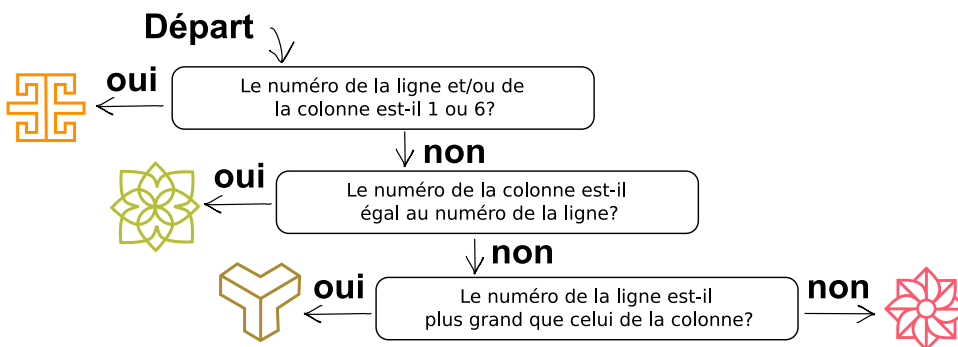 Départ
oui
Le numéro de la ligne et/ou de
la colonne est-il 1 ou 6?
non
oui
Le numéro de la colonne est-il
égal au numéro de la ligne?
non
oui
Le numéro de la ligne est-il
plus grand que celui de la colonne?
non